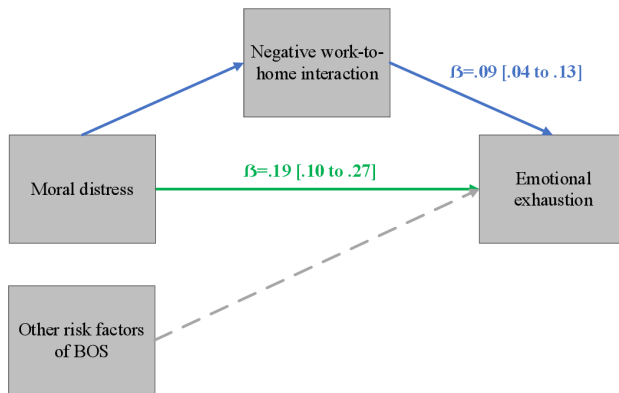 Negative work-to-
home interaction
ẞ=.09 [.04 to .13]
Moral distress
ẞ=.19 [.10 to .27]
Emotional
exhaustion
Other risk factors
of BOS